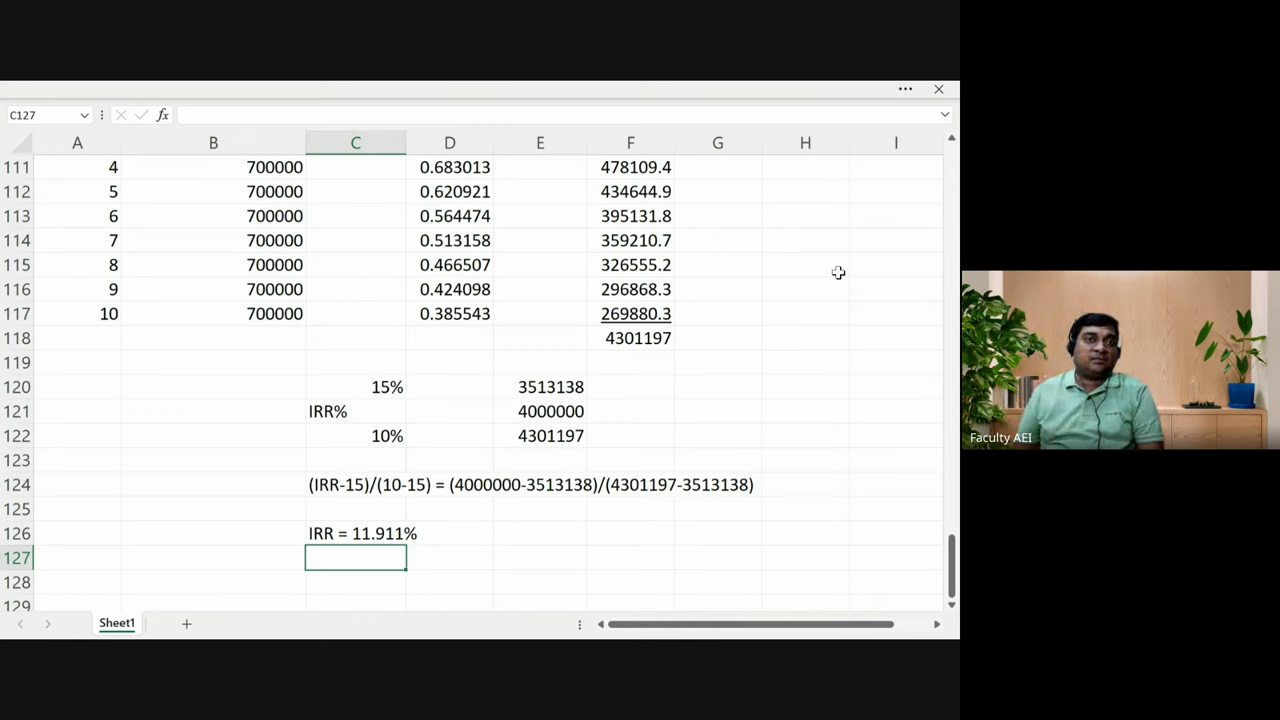 C127
fx
A B C D E F G H I
111 4 700000 0.683013 478109.4
112 5 700000 0.620921 434644.9
113 6 700000 0.564474 395131.8
114 7 700000 0.513158 359210.7
115 8 700000 0.466507 326555.2
116 9 700000 0.424098 296868.3
117 10 700000 0.385543 269880.3
118 4301197
119
120 15% 3513138
121 IRR% 4000000
122 10% 4301197
123
124 (IRR-15)/(10-15) = (4000000-3513138)/(4301197-3513138)
125
126 IRR = 11.911%
127
128
129
Sheet1
Faculty AEI